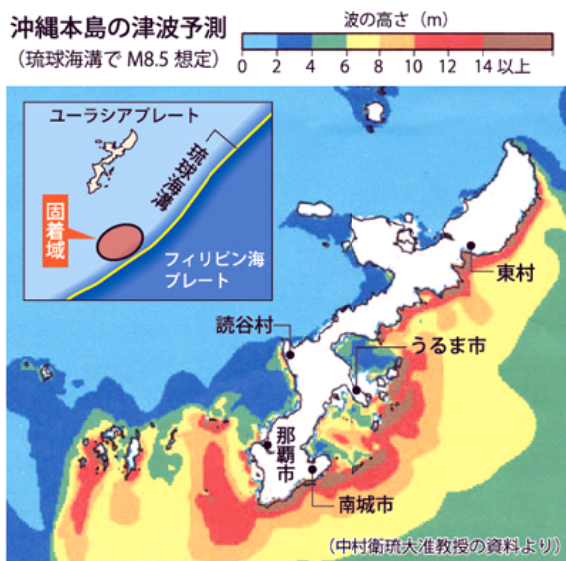 沖縄本島の津波予測
（琉球海溝で M8.5 想定）
波の高さ（m）
0 2 4 6 8 10 12 14 以上
ユーラシアプレート
琉球海溝
固着域
フィリピン海
プレート
東村
読谷村
うるま市
那覇市
南城市
（中村衛琉大准教授の資料より）